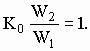 K₀ W₂/W₁ = 1.